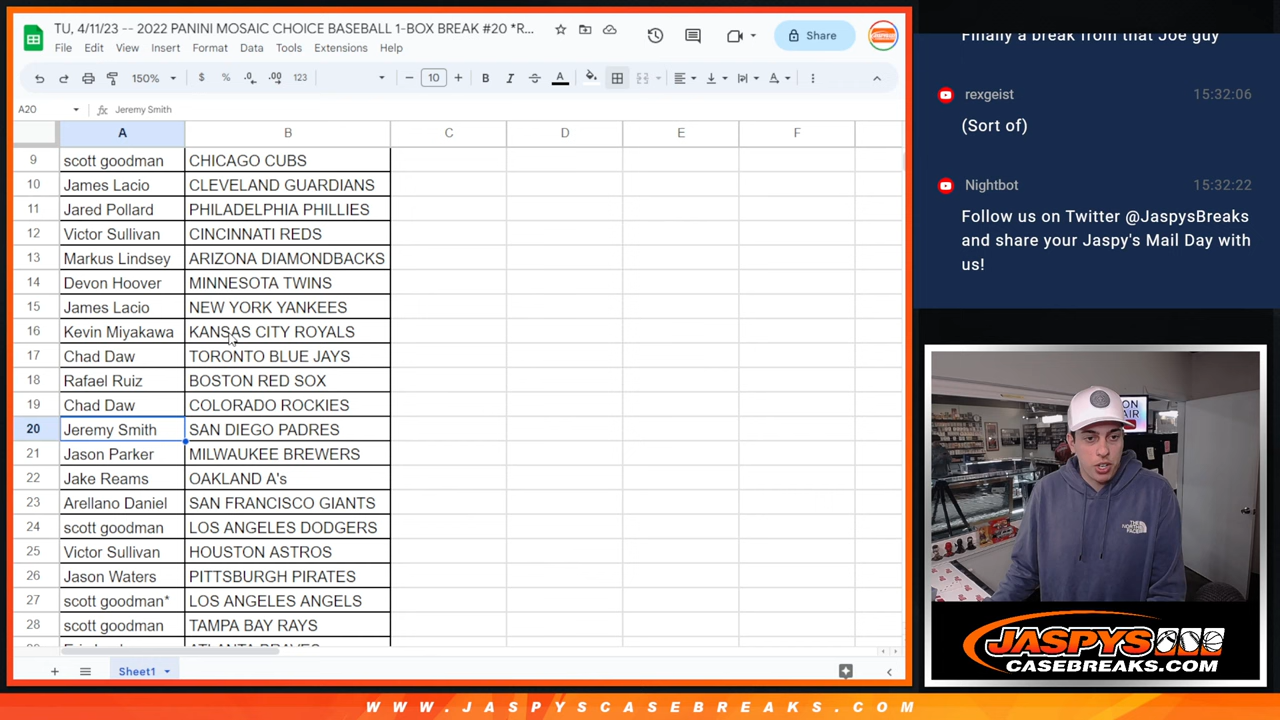 TU, 4/11/23 -- 2022 PANINI MOSAIC CHOICE BASEBALL 1-BOX BREAK #20 *R...
File Edit View Insert Format Data Tools Extensions Help
Share
150% $ % .0 .00 123 10 B I A A
A20 fx Jeremy Smith
A B C D E F
9 scott goodman CHICAGO CUBS
10 James Lacio CLEVELAND GUARDIANS
11 Jared Pollard PHILADELPHIA PHILLIES
12 Victor Sullivan CINCINNATI REDS
13 Markus Lindsey ARIZONA DIAMONDBACKS
14 Devon Hoover MINNESOTA TWINS
15 James Lacio NEW YORK YANKEES
16 Kevin Miyakawa KANSAS CITY ROYALS
17 Chad Daw TORONTO BLUE JAYS
18 Rafael Ruiz BOSTON RED SOX
19 Chad Daw COLORADO ROCKIES
20 Jeremy Smith SAN DIEGO PADRES
21 Jason Parker MILWAUKEE BREWERS
22 Jake Reams OAKLAND A's
23 Arellano Daniel SAN FRANCISCO GIANTS
24 scott goodman LOS ANGELES DODGERS
25 Victor Sullivan HOUSTON ASTROS
26 Jason Waters PITTSBURGH PIRATES
27 scott goodman* LOS ANGELES ANGELS
28 scott goodman TAMPA BAY RAYS
Sheet1
Finally a break from that Joe guy
rexgeist 15:32:06
(Sort of)
Nightbot 15:32:22
Follow us on Twitter @JaspysBreaks
and share your Jaspy's Mail Day with
us!
ON
AIR
THE
NORTH
FACE
JASPYS
CASEBREAKS.COM
WWW.JASPYSCASEBREAKS.COM